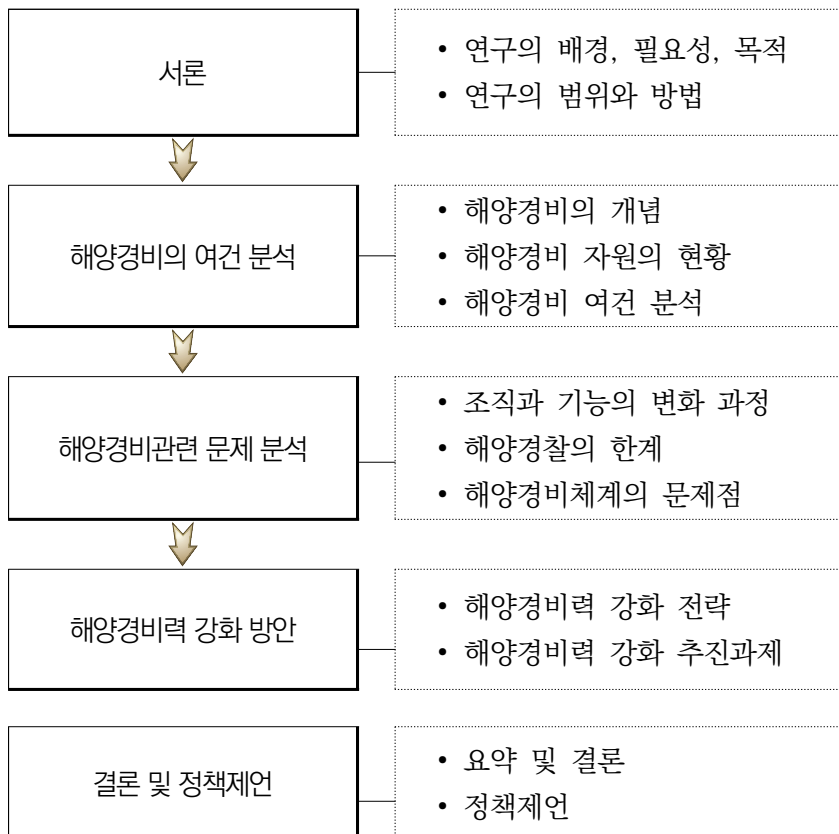 서론
• 연구의 배경, 필요성, 목적
• 연구의 범위와 방법
해양경비의 여건 분석
• 해양경비의 개념
• 해양경비 자원의 현황
• 해양경비 여건 분석
해양경비관련 문제 분석
• 조직과 기능의 변화 과정
• 해양경찰의 한계
• 해양경비체계의 문제점
해양경비력 강화 방안
• 해양경비력 강화 전략
• 해양경비력 강화 추진과제
결론 및 정책제언
• 요약 및 결론
• 정책제언